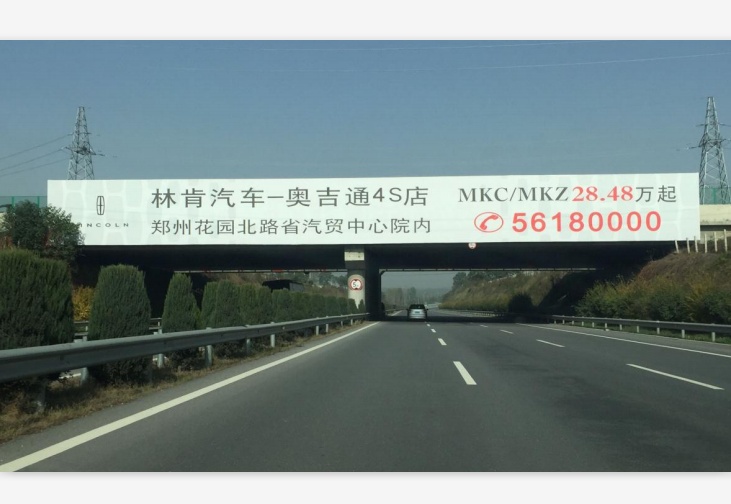 林肯汽车—奥吉通4S店
MKC/MKZ28.48万起
LINCOLN
郑州花园北路省汽贸中心院内
56180000